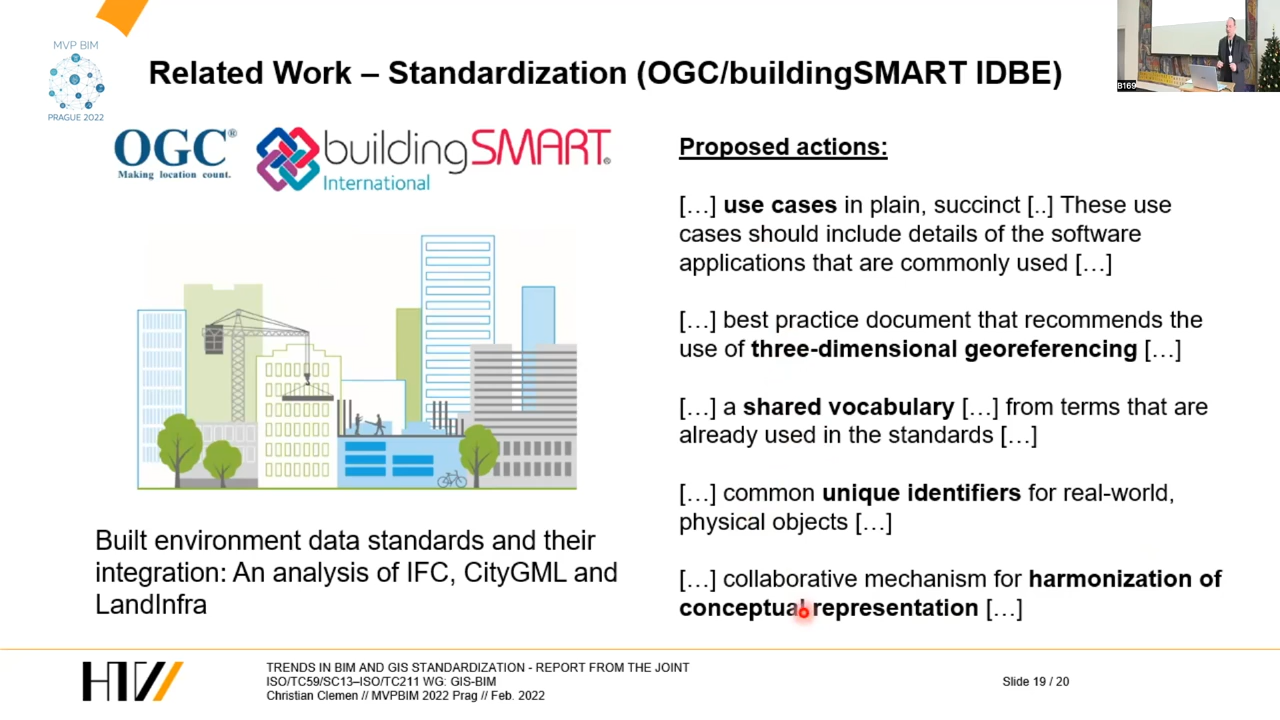 MVP BIM
PRAGUE 2022
Related Work – Standardization (OGC/buildingSMART IDBE)
B169
OGC®
Making location count.
buildingSMART®
International
Built environment data standards and their
integration: An analysis of IFC, CityGML and
LandInfra
Proposed actions:
[…] use cases in plain, succinct [..] These use
cases should include details of the software
applications that are commonly used […]
[…] best practice document that recommends the
use of three-dimensional georeferencing […]
[…] a shared vocabulary […] from terms that are
already used in the standards […]
[…] common unique identifiers for real-world,
physical objects […]
[…] collaborative mechanism for harmonization of
conceptual representation […]
HTW
TRENDS IN BIM AND GIS STANDARDIZATION - REPORT FROM THE JOINT
ISO/TC59/SC13–ISO/TC211 WG: GIS-BIM
Christian Clemen // MVPBIM 2022 Prag // Feb. 2022
Slide 19 / 20